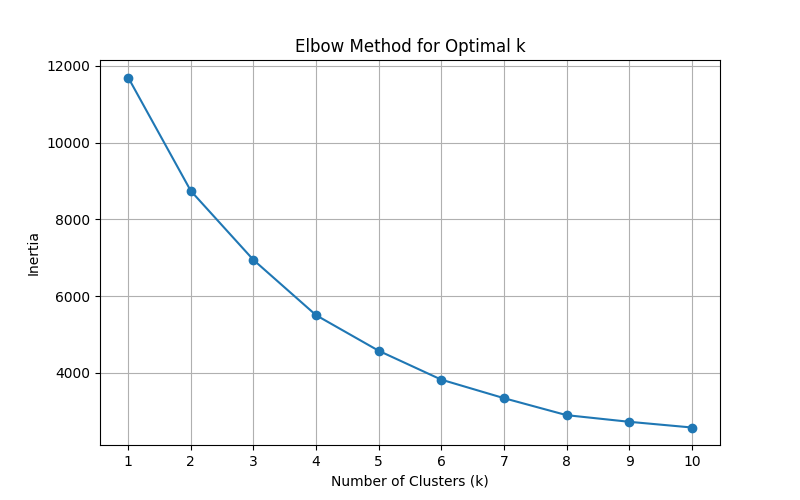 Elbow Method for Optimal k
12000
10000
8000
6000
4000
Inertia
1 2 3 4 5 6 7 8 9 10
Number of Clusters (k)